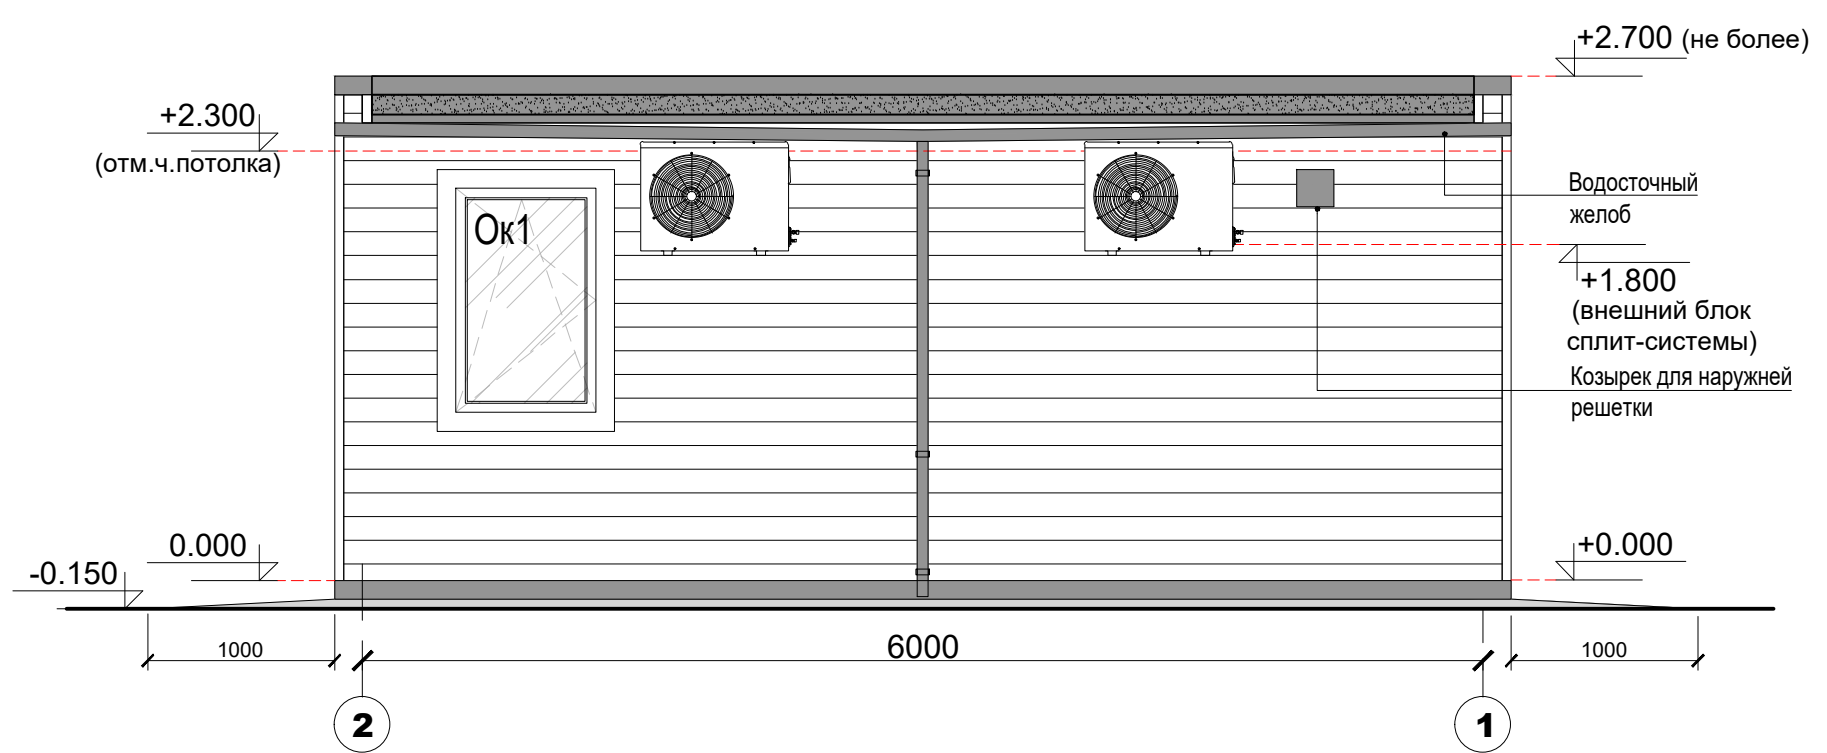 +2.700 (не более)
+2.300
(отм.ч.потолка)
Водосточный
желоб
Ок1
+1.800
(внешний блок
сплит-системы)
Козырек для наружней
решетки
0.000
+0.000
-0.150
1000
6000
1000
2
1